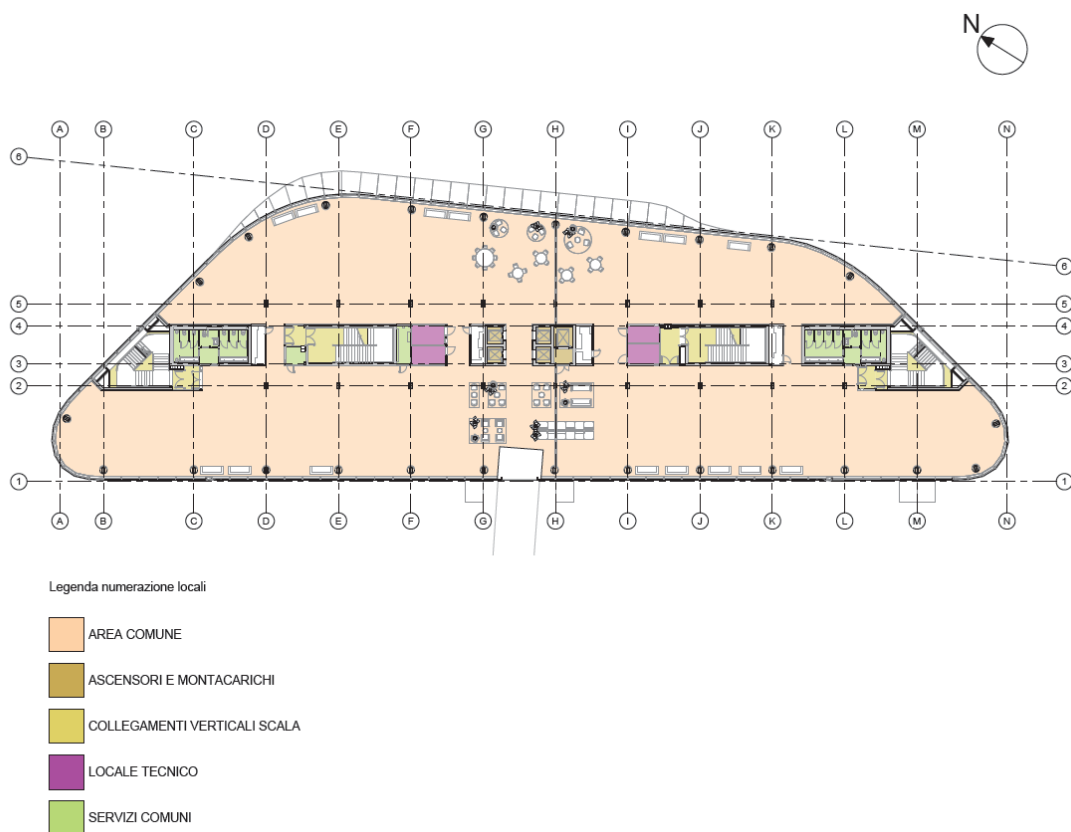 N
A B C D E F G H I J K L M N
6
6
5 5
4 4
3 3
2 2
1 1
A B C D E F G H I J K L M N
Legenda numerazione locali
AREA COMUNE
ASCENSORI E MONTACARICHI
COLLEGAMENTI VERTICALI SCALA
LOCALE TECNICO
SERVIZI COMUNI